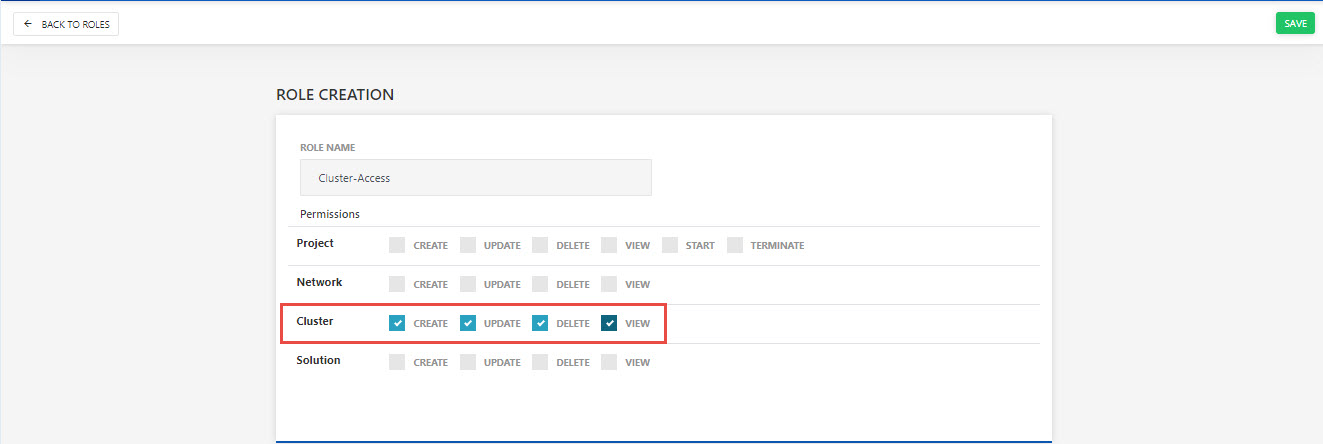 BACK TO ROLES
SAVE
ROLE CREATION
ROLE NAME
Cluster-Access
Permissions
Project CREATE UPDATE DELETE VIEW START TERMINATE
Network CREATE UPDATE DELETE VIEW
Cluster CREATE UPDATE DELETE VIEW
Solution CREATE UPDATE DELETE VIEW